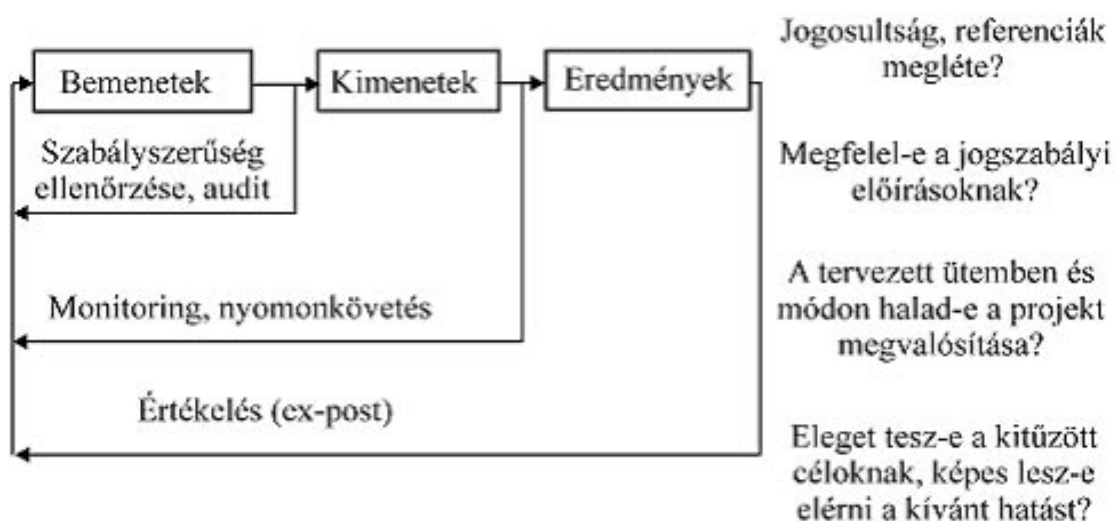 Bemenetek
Kimenetek
Eredmények
Szabályszerűség
ellenőrzése, audit
Monitoring, nyomonkövetés
Értékelés (ex-post)
Jogosultság, referenciák
megléte?
Megfelel-e a jogszabályi
előírásoknak?
A tervezett ütemben és
módon halad-e a projekt
megvalósítása?
Eleget tesz-e a kitűzött
céloknak, képes lesz-e
elérni a kívánt hatást?